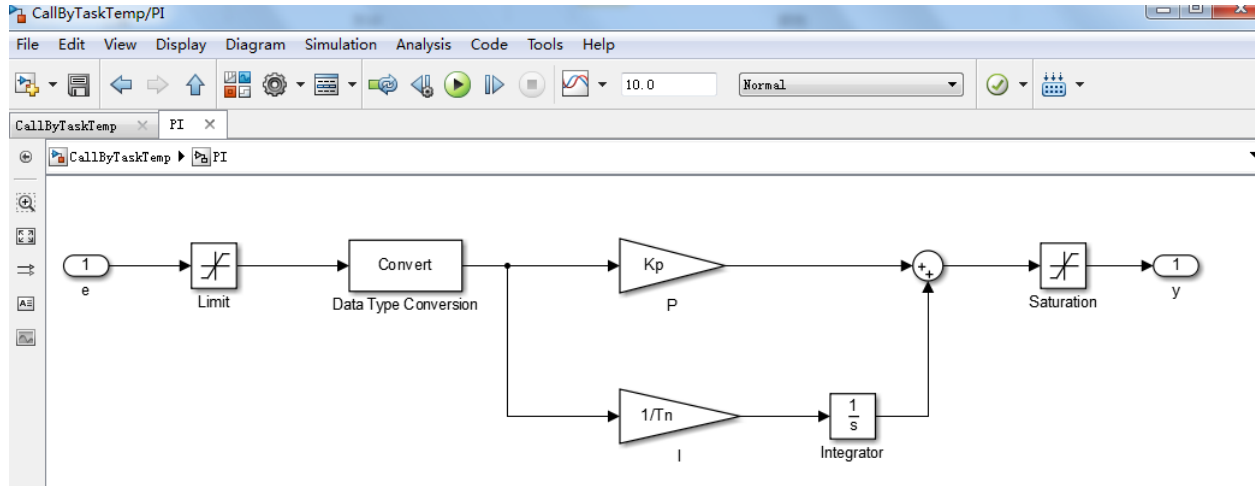 CallByTaskTemp/PI
File Edit View Display Diagram Simulation Analysis Code Tools Help
10.0 Normal
CallByTaskTemp PI
CallByTaskTemp PI
1 Convert Kp + + 1
e Limit Data Type Conversion P Saturation y
1/Tn 1
s
I Integrator